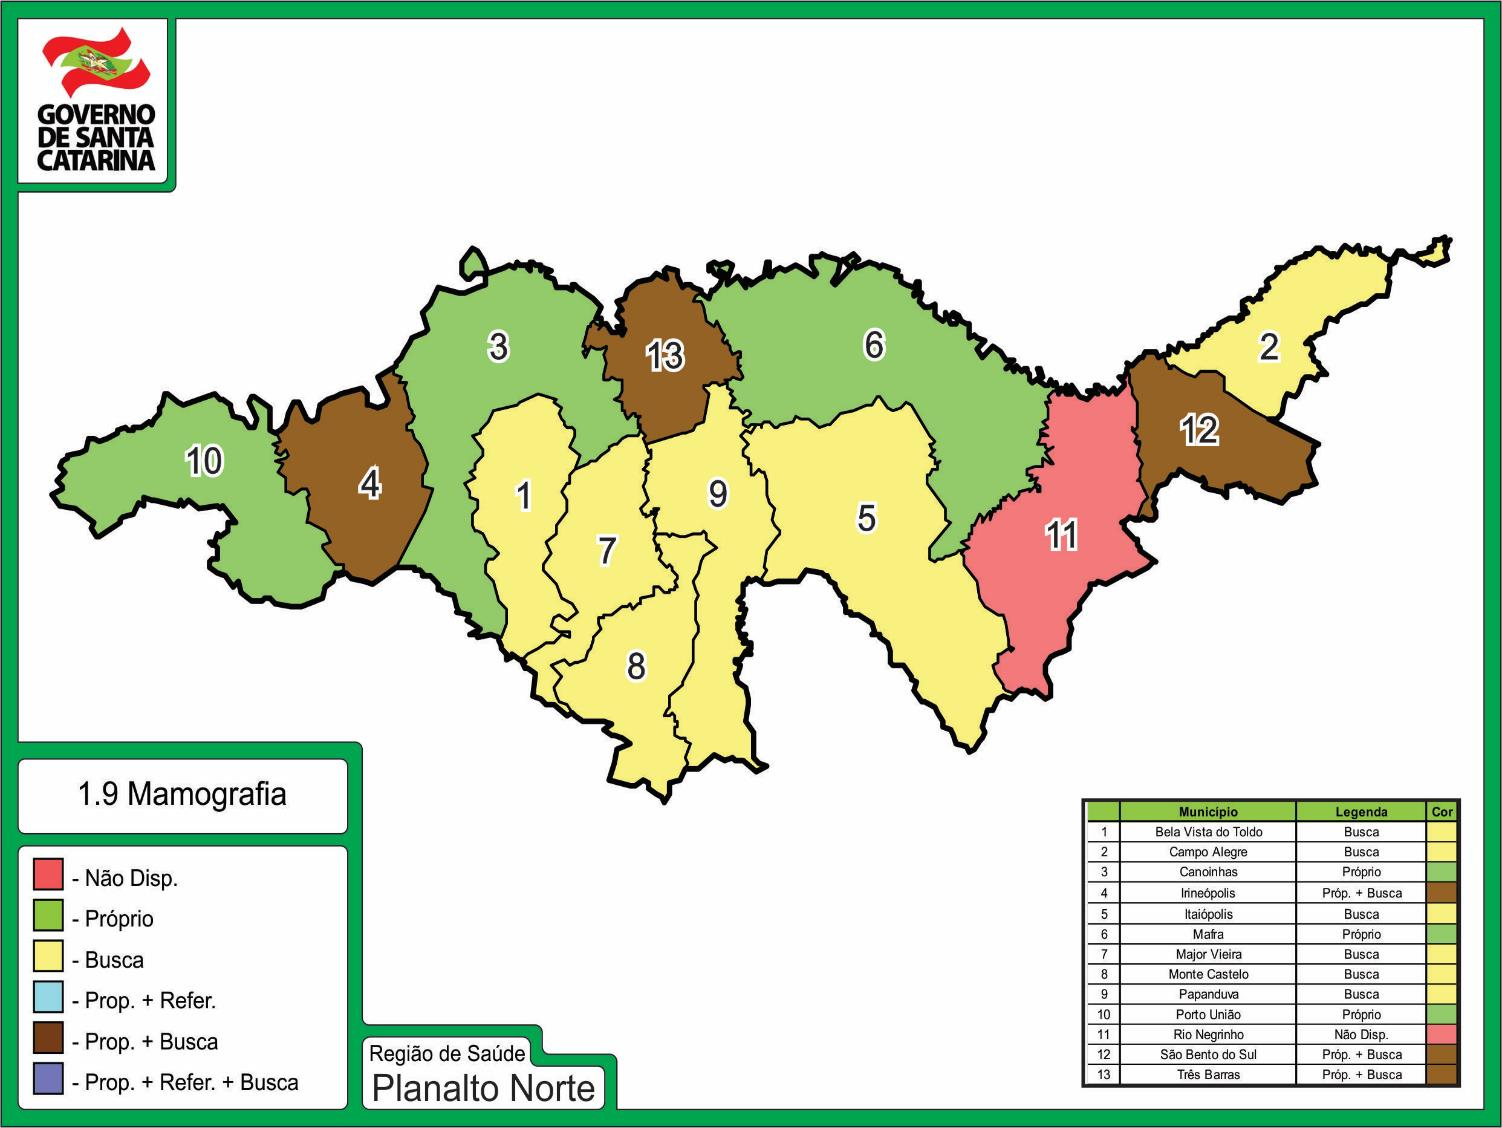 GOVERNO
DE SANTA
CATARINA
2
3
13
6
12
10
4
1
9
5
11
7
8
1.9 Mamografia
- Não Disp.
- Próprio
- Busca
- Prop. + Refer.
- Prop. + Busca
- Prop. + Refer. + Busca
Região de Saúde
Planalto Norte
Município Legenda Cor
1 Bela Vista do Toldo Busca
2 Campo Alegre Busca
3 Canoinhas Próprio
4 Irineópolis Próp. + Busca
5 Itaiópolis Busca
6 Mafra Próprio
7 Major Vieira Busca
8 Monte Castelo Busca
9 Papanduva Busca
10 Porto União Próprio
11 Rio Negrinho Não Disp.
12 São Bento do Sul Próp. + Busca
13 Três Barras Próp. + Busca